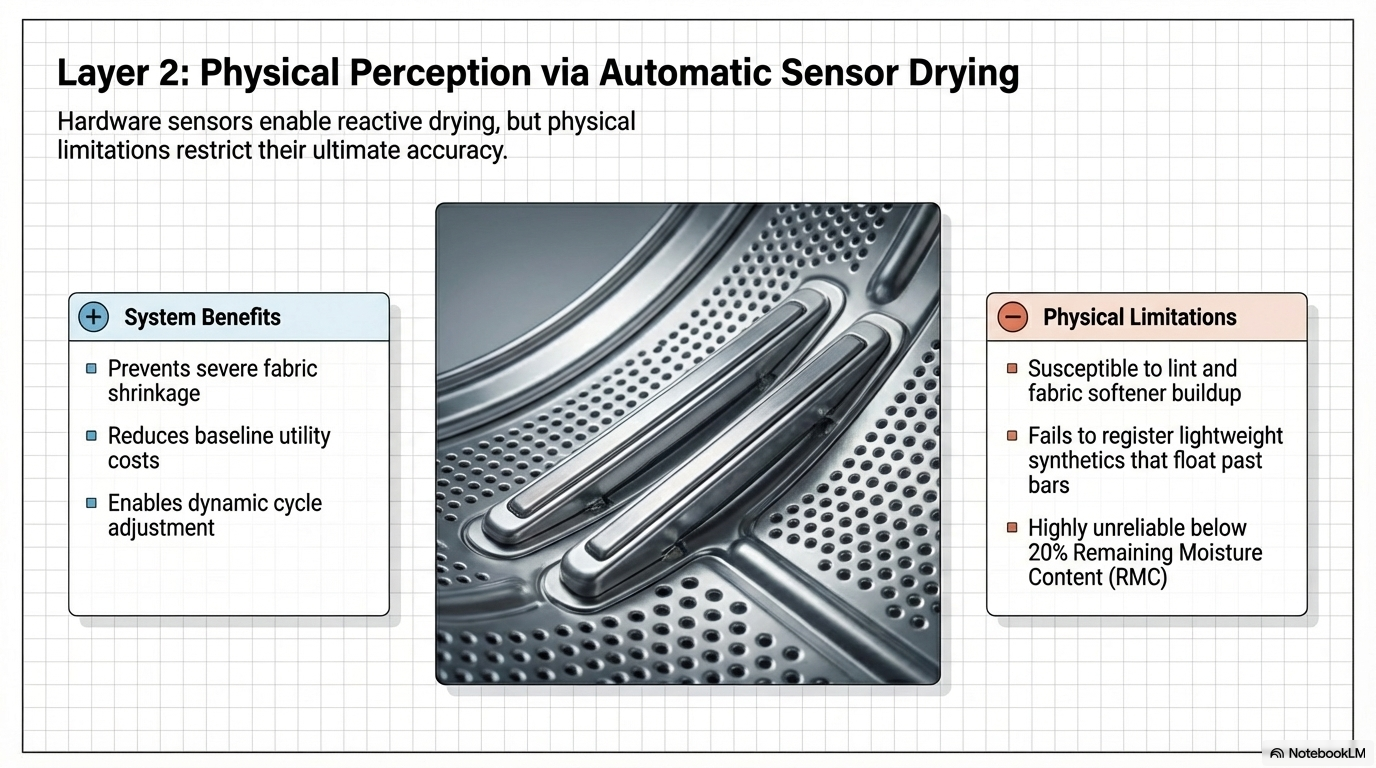 Layer 2: Physical Perception via Automatic Sensor Drying
Hardware sensors enable reactive drying, but physical
limitations restrict their ultimate accuracy.
System Benefits
Prevents severe fabric
shrinkage
Reduces baseline utility
costs
Enables dynamic cycle
adjustment
Physical Limitations
Susceptible to lint and
fabric softener buildup
Fails to register lightweight
synthetics that float past
bars
Highly unreliable below
20% Remaining Moisture
Content (RMC)
NotebookLM